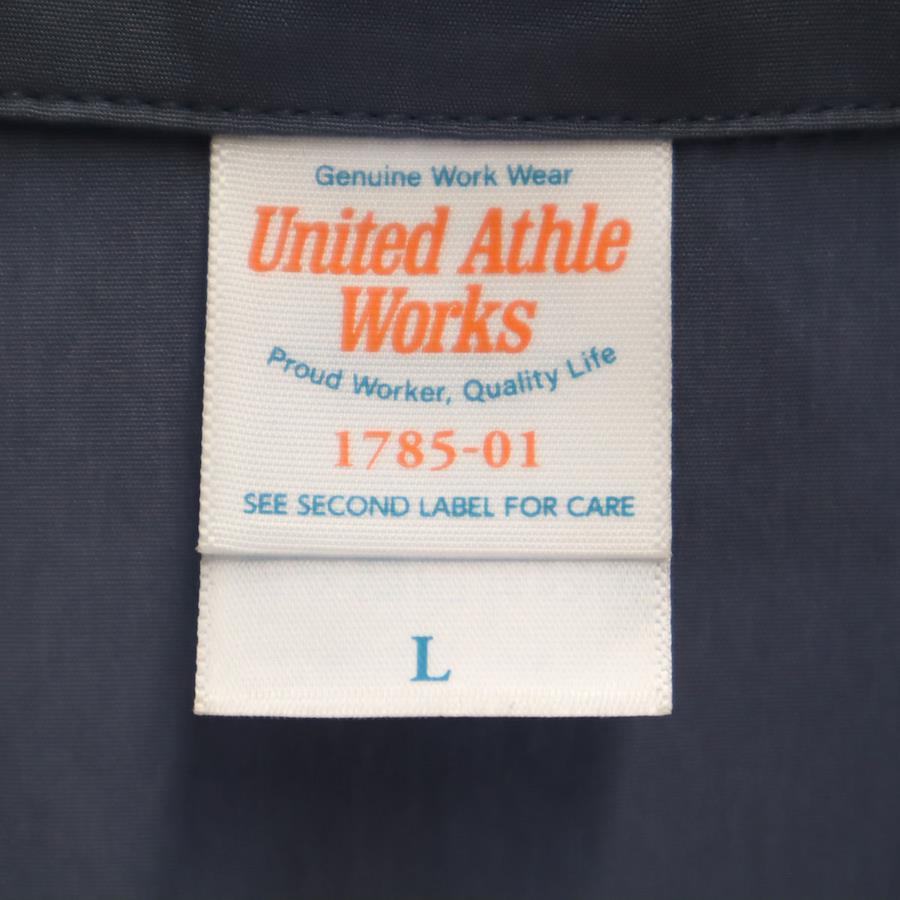 Genuine Work Wear
United Athle
Works
Proud Worker, Quality Life
1785-01
SEE SECOND LABEL FOR CARE
L